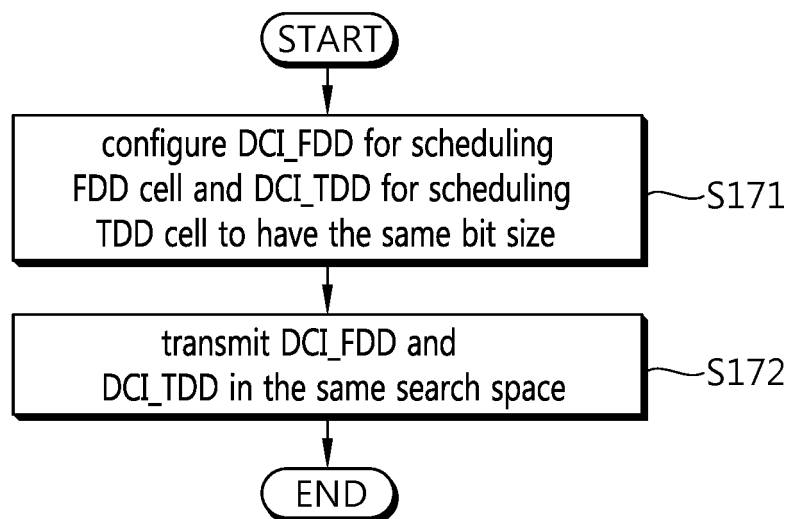 START
configure DCI_FDD for scheduling
FDD cell and DCI_TDD for scheduling
TDD cell to have the same bit size
S171
transmit DCI_FDD and
DCI_TDD in the same search space
S172
END